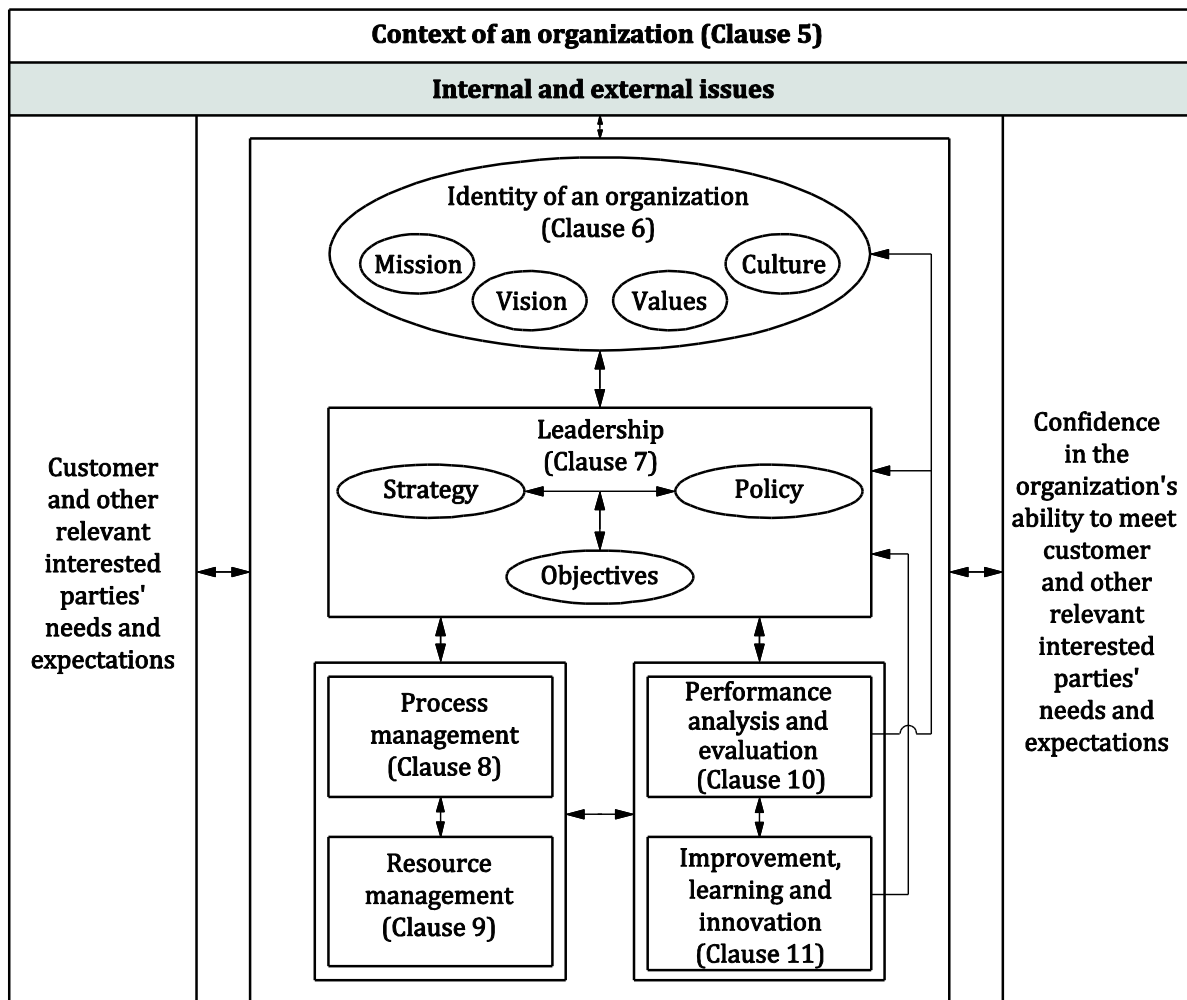 Context of an organization (Clause 5)
Internal and external issues
Customer
and other
relevant
interested
parties'
needs and
expectations
Identity of an organization
(Clause 6)
Mission
Vision
Values
Culture
Leadership
(Clause 7)
Strategy
Policy
Objectives
Process
management
(Clause 8)
Resource
management
(Clause 9)
Performance
analysis and
evaluation
(Clause 10)
Improvement,
learning and
innovation
(Clause 11)
Confidence
in the
organization's
ability to meet
customer
and other
relevant
interested
parties'
needs and
expectations